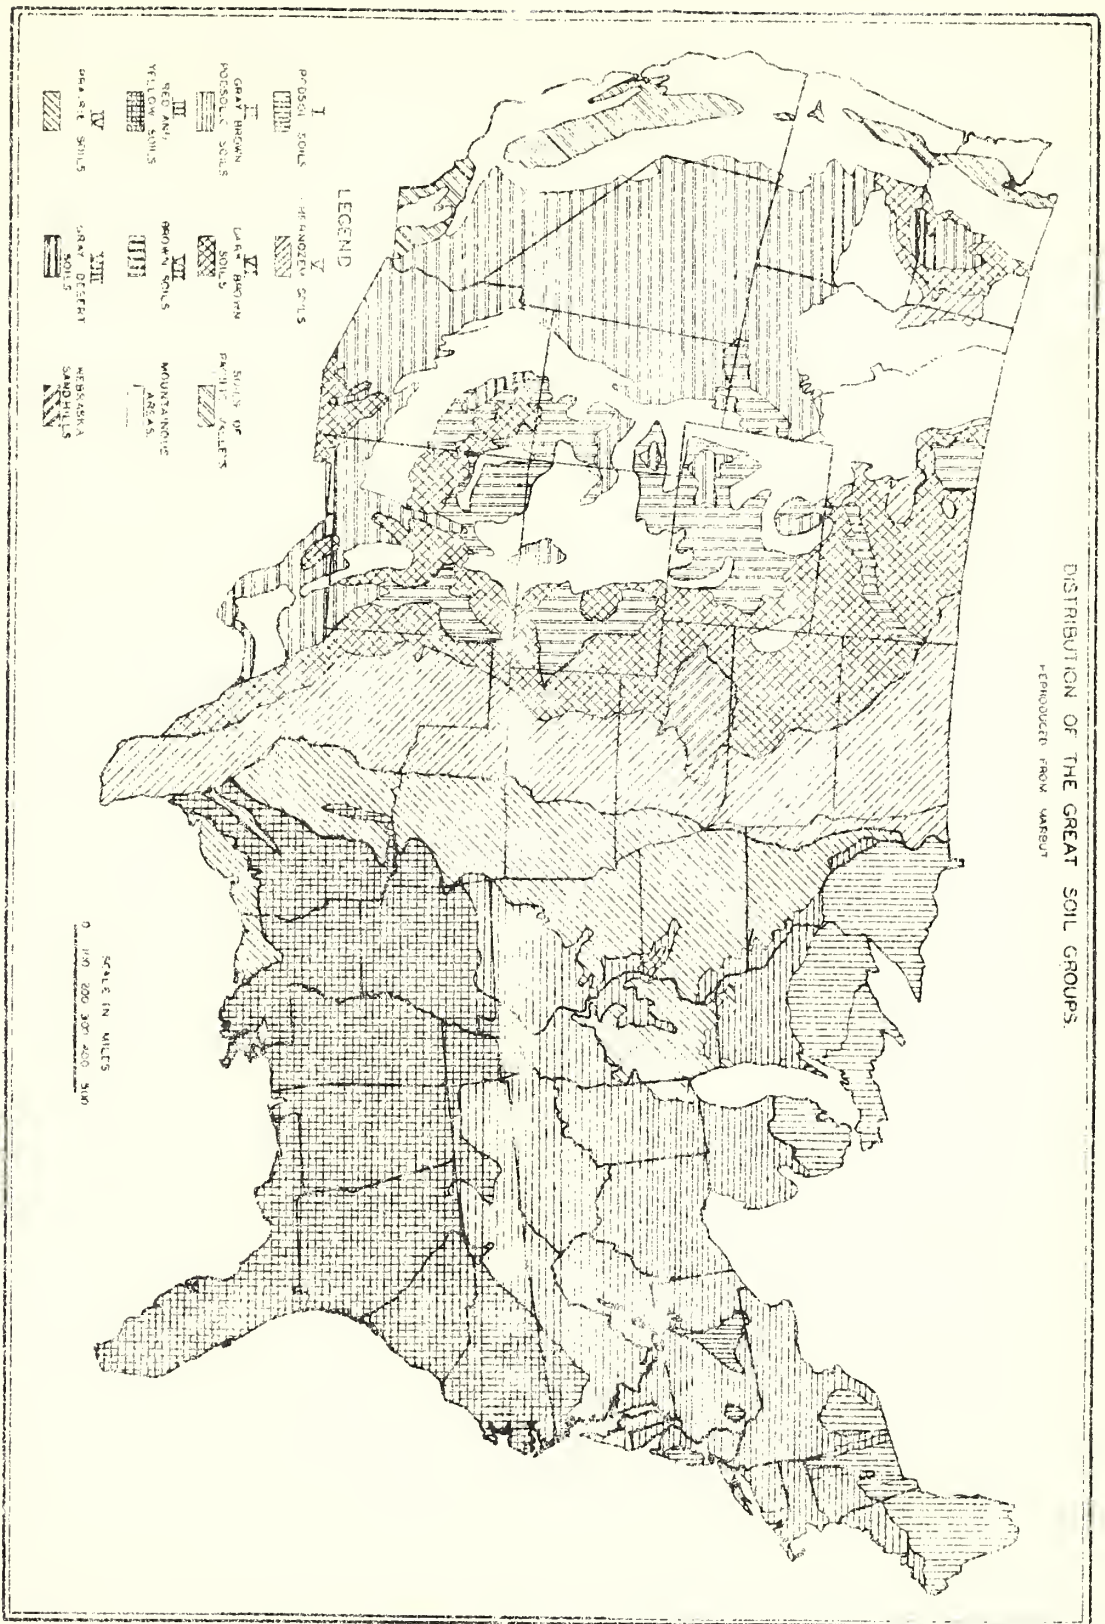 DISTRIBUTION OF THE GREAT SOIL GROUPS.
REPRODUCED FROM MARBUT
LEGEND
I
PODSOL SOILS
II
GRAY BROWN
PODSOLIC SOILS
III
RED AND
YELLOW SOILS
IV
PRAIRIE SOILS
V
CHERNOZEM SOILS
VI
DARK BROWN
SOILS
VII
BROWN SOILS
VIII
GRAY DESERT
SOILS
SOILS OF
PACIFIC VALLEYS
MOUNTAINOUS
AREAS
NEBRASKA
SANDHILLS
SCALE IN MILES
0 100 200 300 400 500